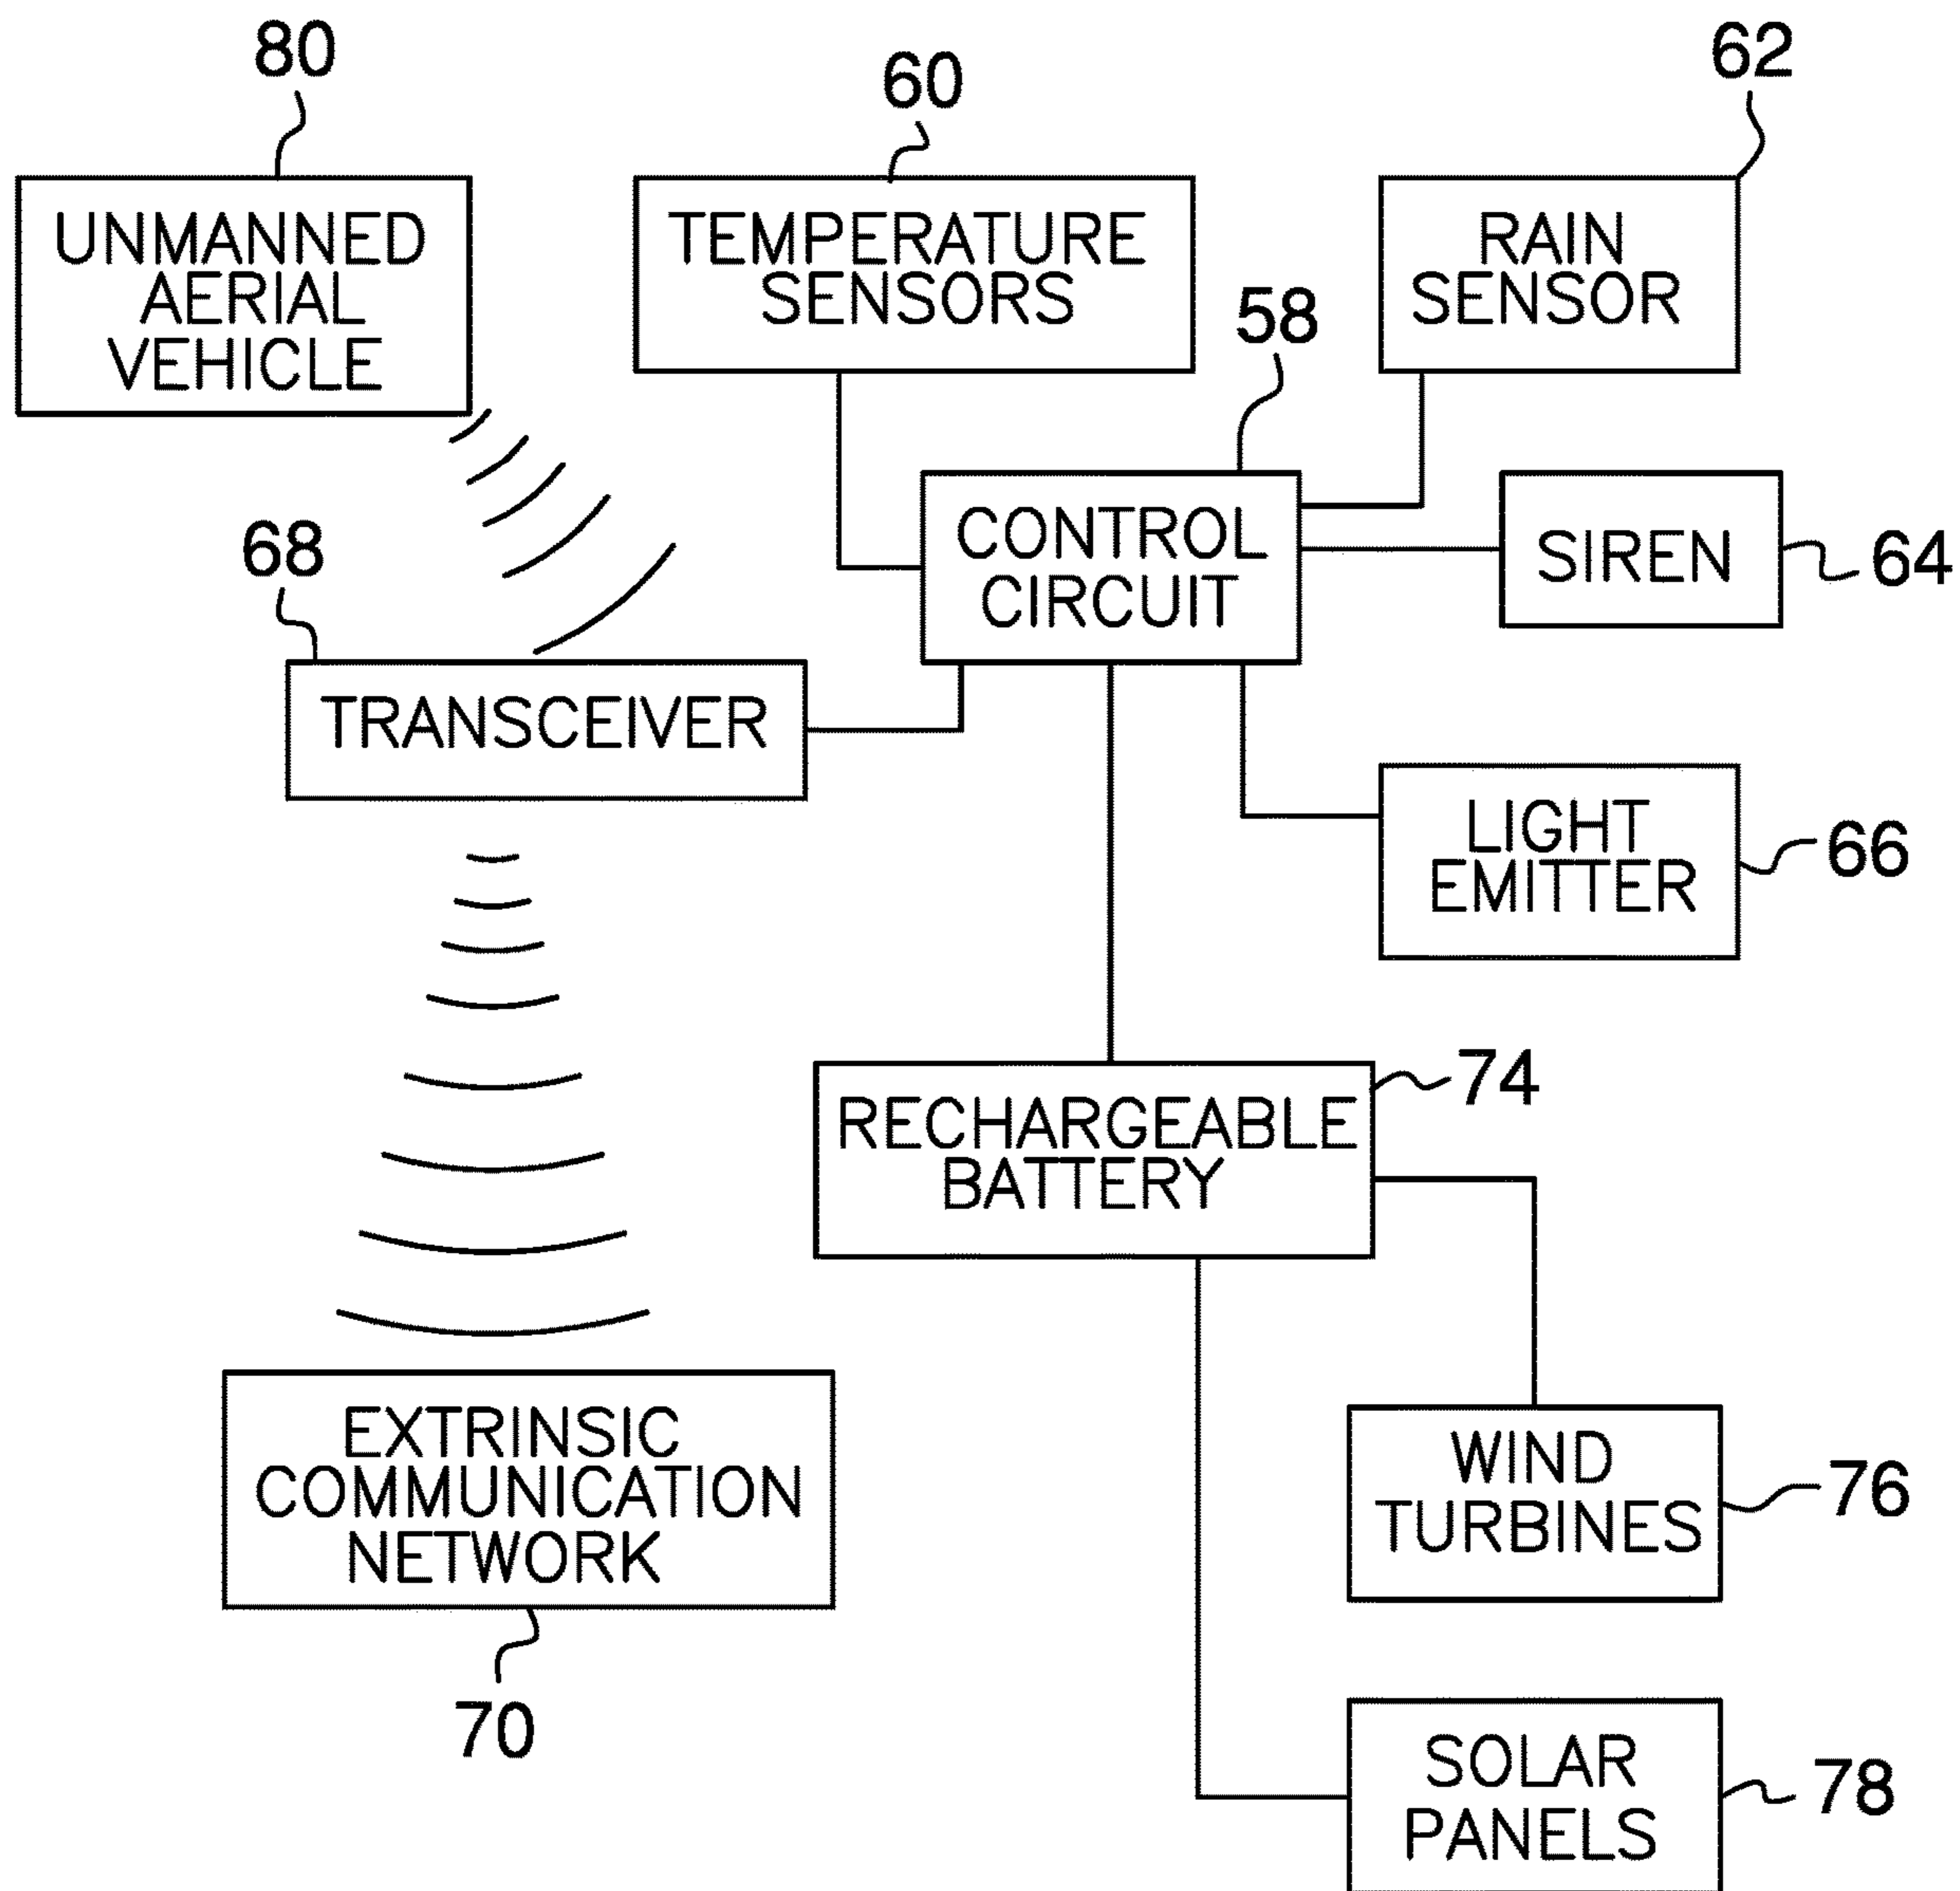 80
60
62
UNMANNED
AERIAL
VEHICLE
TEMPERATURE
SENSORS
RAIN
SENSOR
58
CONTROL
CIRCUIT
SIREN
64
68
TRANSCEIVER
LIGHT
EMITTER
66
74
RECHARGEABLE
BATTERY
EXTRINSIC
COMMUNICATION
NETWORK
70
WIND
TURBINES
76
SOLAR
PANELS
78